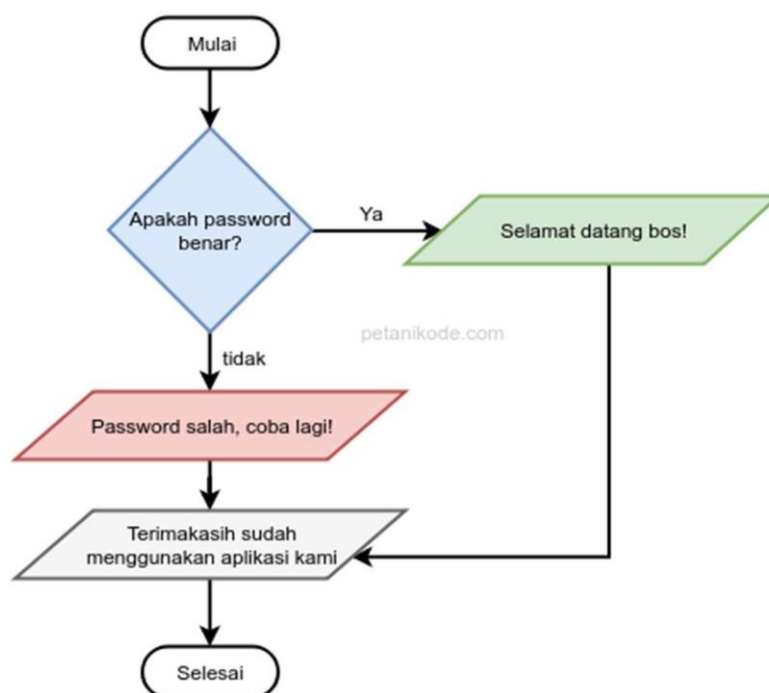 Mulai
Apakah password
benar?
Ya
Selamat datang bos!
petanikode.com
tidak
Password salah, coba lagi!
Terimakasih sudah
menggunakan aplikasi kami
Selesai